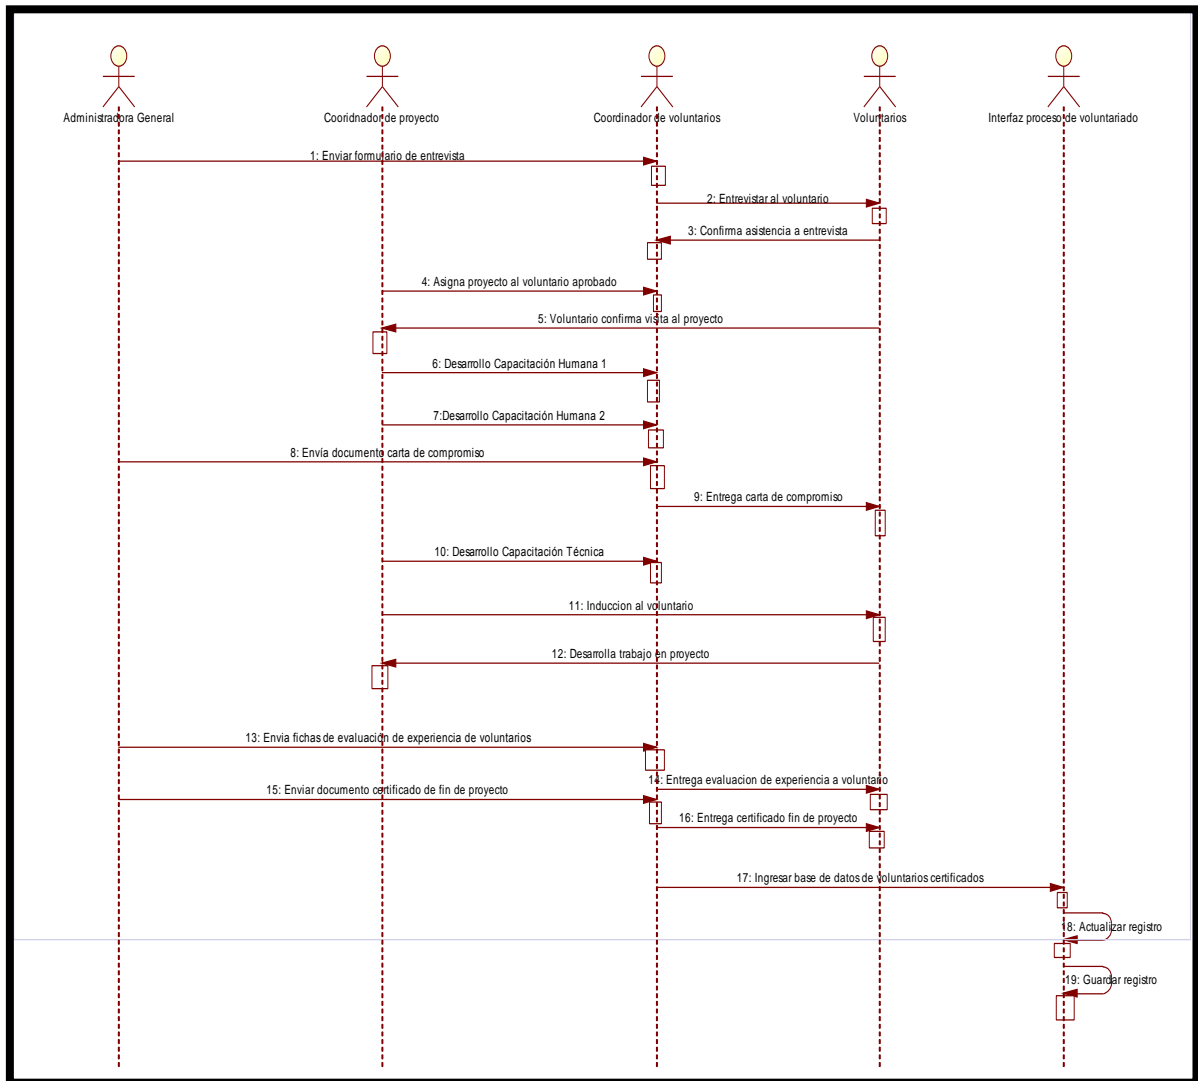 Administradora General
Cooridnador de proyecto
Coordinador de voluntarios
Voluntarios
Interfaz proceso de voluntariado
1: Enviar formulario de entrevista
2: Entrevistar al voluntario
3: Confirma asistencia a entrevista
4: Asigna proyecto al voluntario aprobado
5: Voluntario confirma visita al proyecto
6: Desarrollo Capacitación Humana 1
7:Desarrollo Capacitación Humana 2
8: Envía documento carta de compromiso
9: Entrega carta de compromiso
10: Desarrollo Capacitación Técnica
11: Induccion al voluntario
12: Desarrolla trabajo en proyecto
13: Envia fichas de evaluación de experiencia de voluntarios
14: Entrega evaluacion de experiencia a voluntario
15: Enviar documento certificado de fin de proyecto
16: Entrega certificado fin de proyecto
17: Ingresar base de datos de voluntarios certificados
18: Actualizar registro
19: Guardar registro